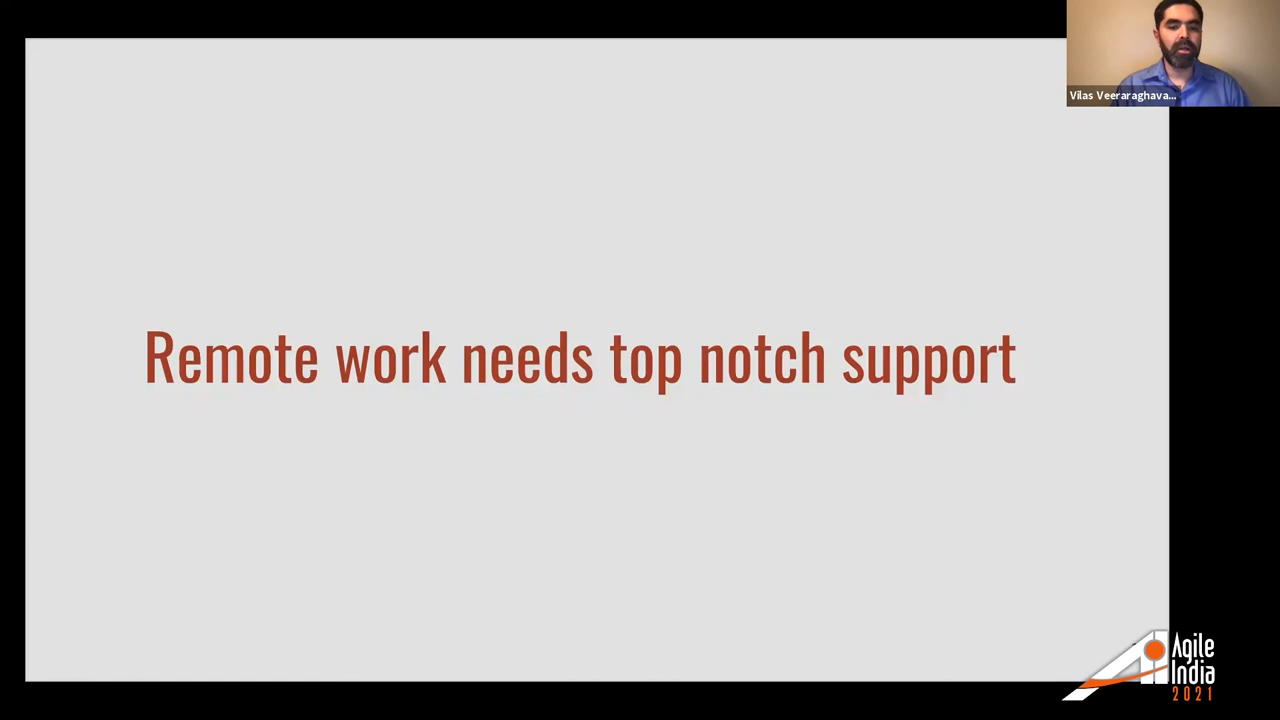 Vilas Veeraraghava...
Remote work needs top notch support
Agile
India
2021